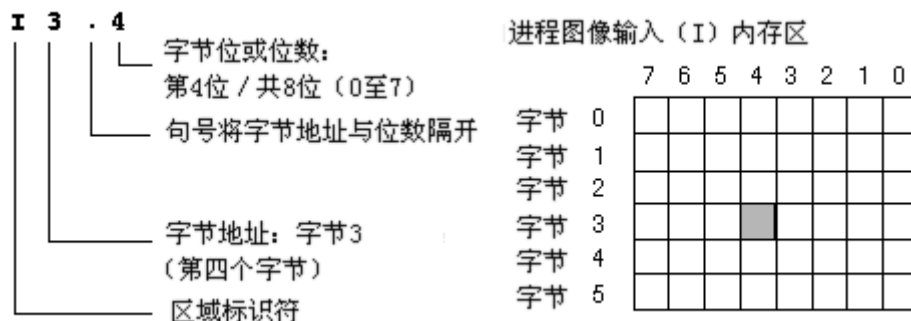 I 3 . 4
字节位或位数：
第4位 / 共8位（0至7）
句号将字节地址与位数隔开
字节地址：字节3
（第四个字节）
区域标识符
进程图像输入（I）内存区
7 6 5 4 3 2 1 0
字节 0
字节 1
字节 2
字节 3
字节 4
字节 5